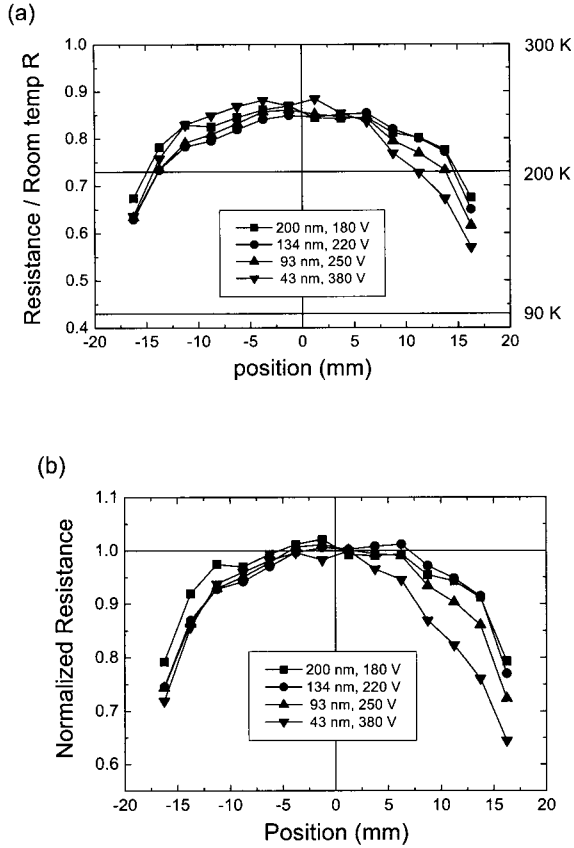 (a)
Resistance / Room temp R
1.0
0.9
0.8
0.7
0.6
0.5
0.4
300 K
200 K
90 K
200 nm, 180 V
134 nm, 220 V
93 nm, 250 V
43 nm, 380 V
-20 -15 -10 -5 0 5 10 15 20
position (mm)
(b)
Normalized Resistance
1.1
1.0
0.9
0.8
0.7
0.6
200 nm, 180 V
134 nm, 220 V
93 nm, 250 V
43 nm, 380 V
-20 -15 -10 -5 0 5 10 15 20
Position (mm)